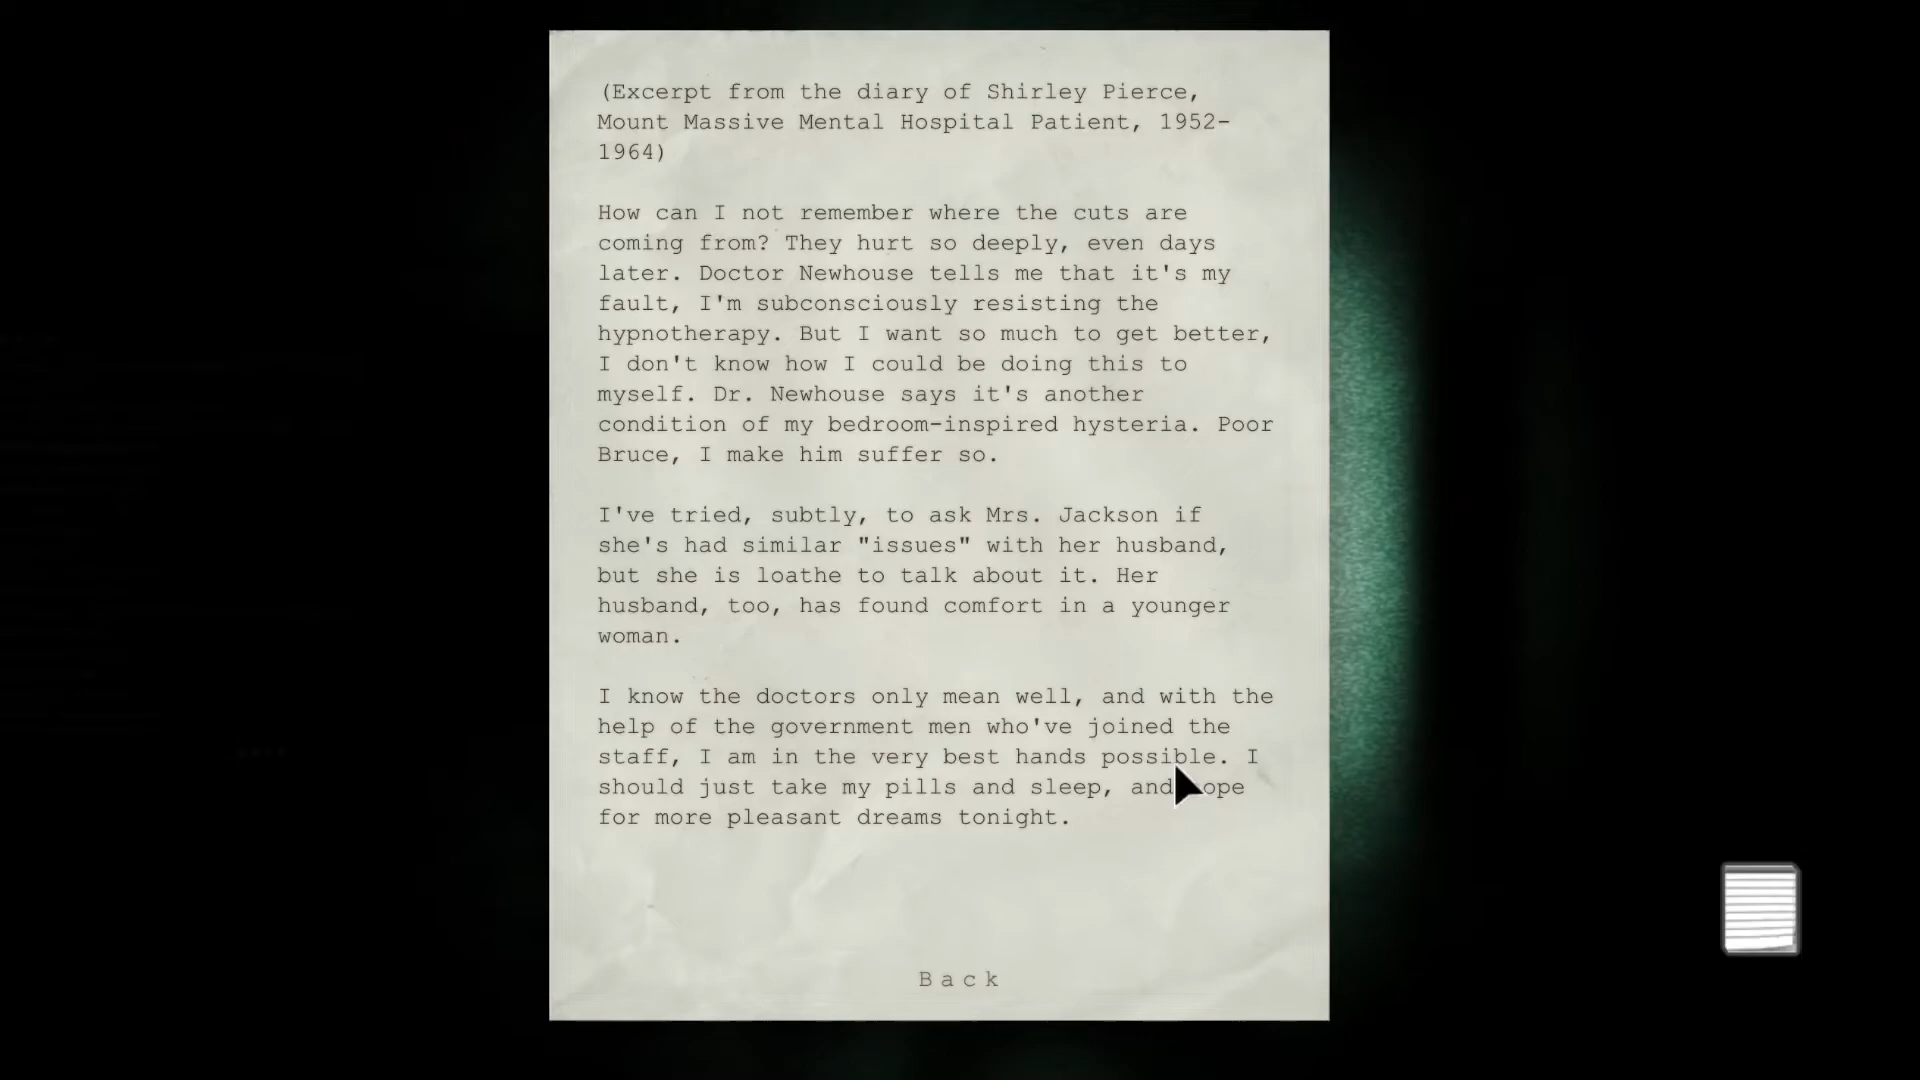 (Excerpt from the diary of Shirley Pierce,
Mount Massive Mental Hospital Patient, 1952-
1964)
How can I not remember where the cuts are
coming from? They hurt so deeply, even days
later. Doctor Newhouse tells me that it's my
fault, I'm subconsciously resisting the
hypnotherapy. But I want so much to get better,
I don't know how I could be doing this to
myself. Dr. Newhouse says it's another
condition of my bedroom-inspired hysteria. Poor
Bruce, I make him suffer so.
I've tried, subtly, to ask Mrs. Jackson if
she's had similar "issues" with her husband,
but she is loathe to talk about it. Her
husband, too, has found comfort in a younger
woman.
I know the doctors only mean well, and with the
help of the government men who've joined the
staff, I am in the very best hands possible. I
should just take my pills and sleep, and hope
for more pleasant dreams tonight.
Back